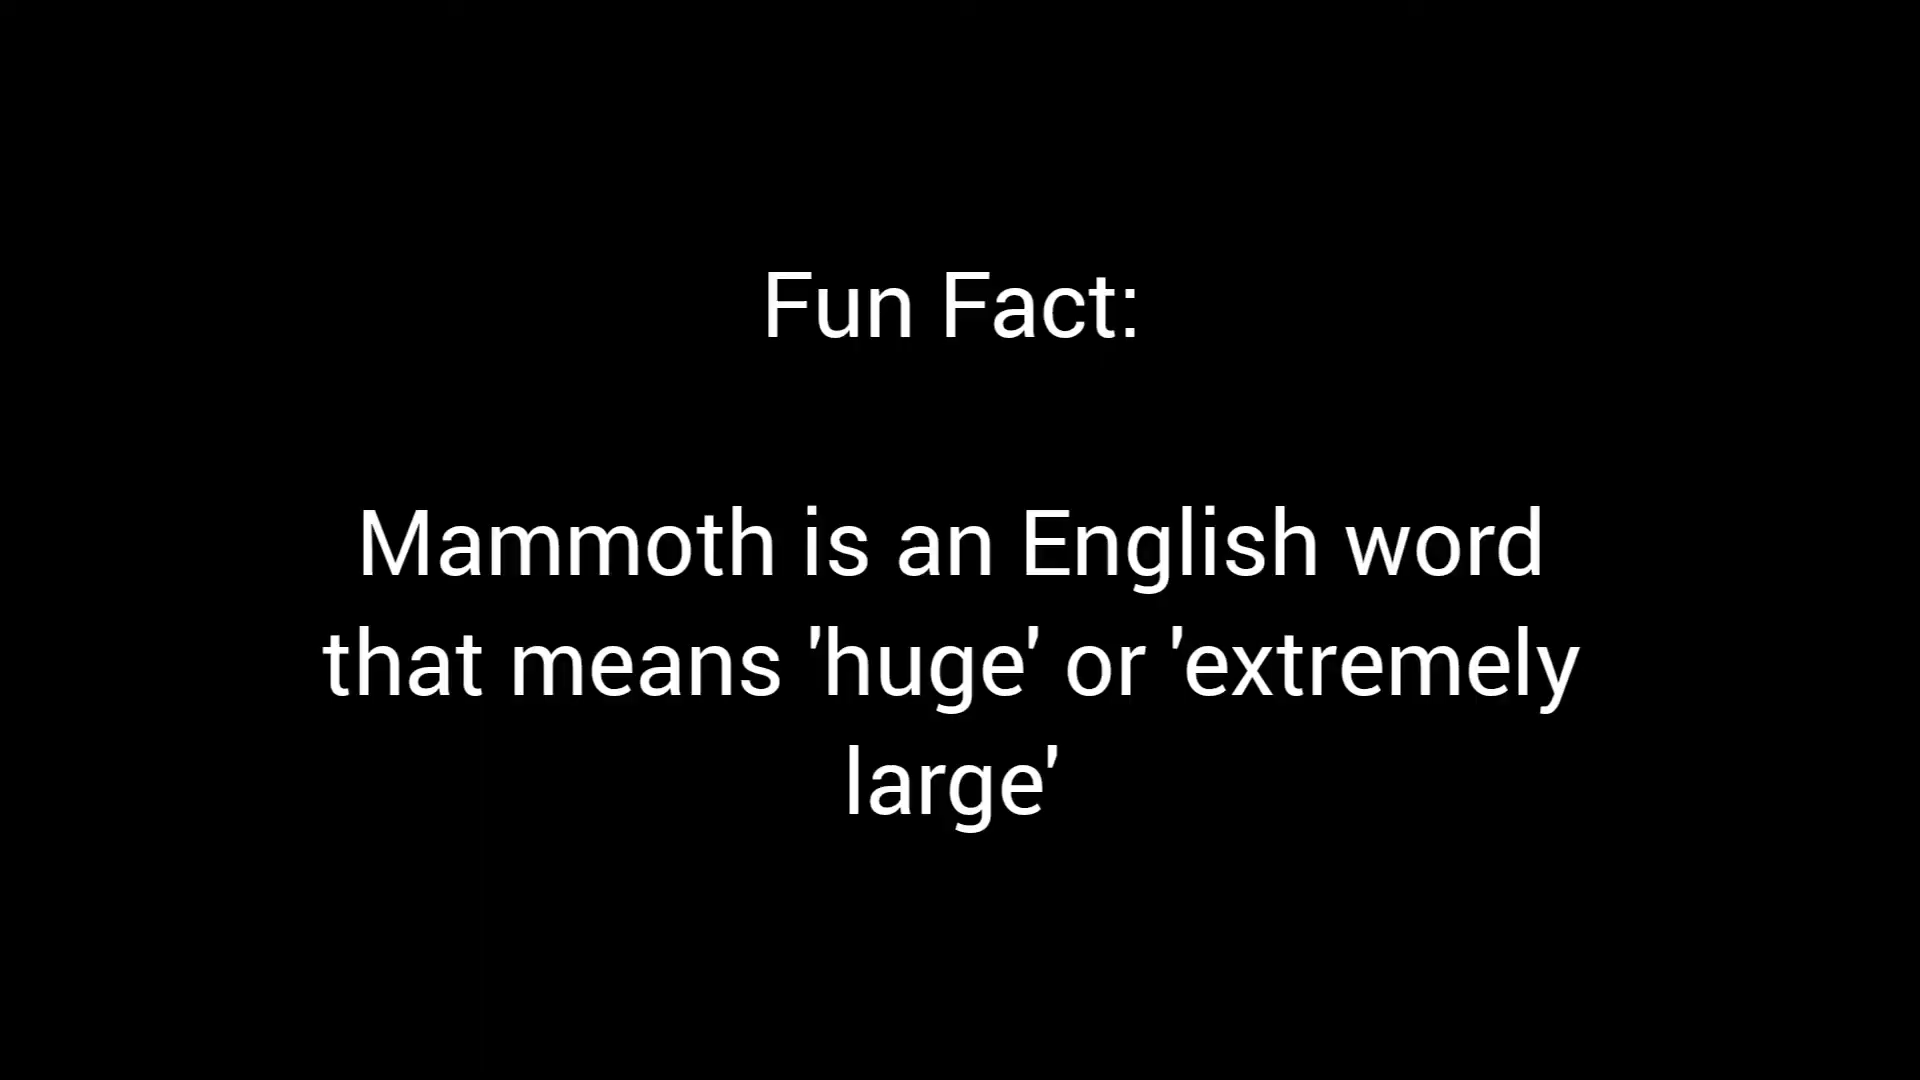 Fun Fact:
Mammoth is an English word
that means 'huge' or 'extremely
large'